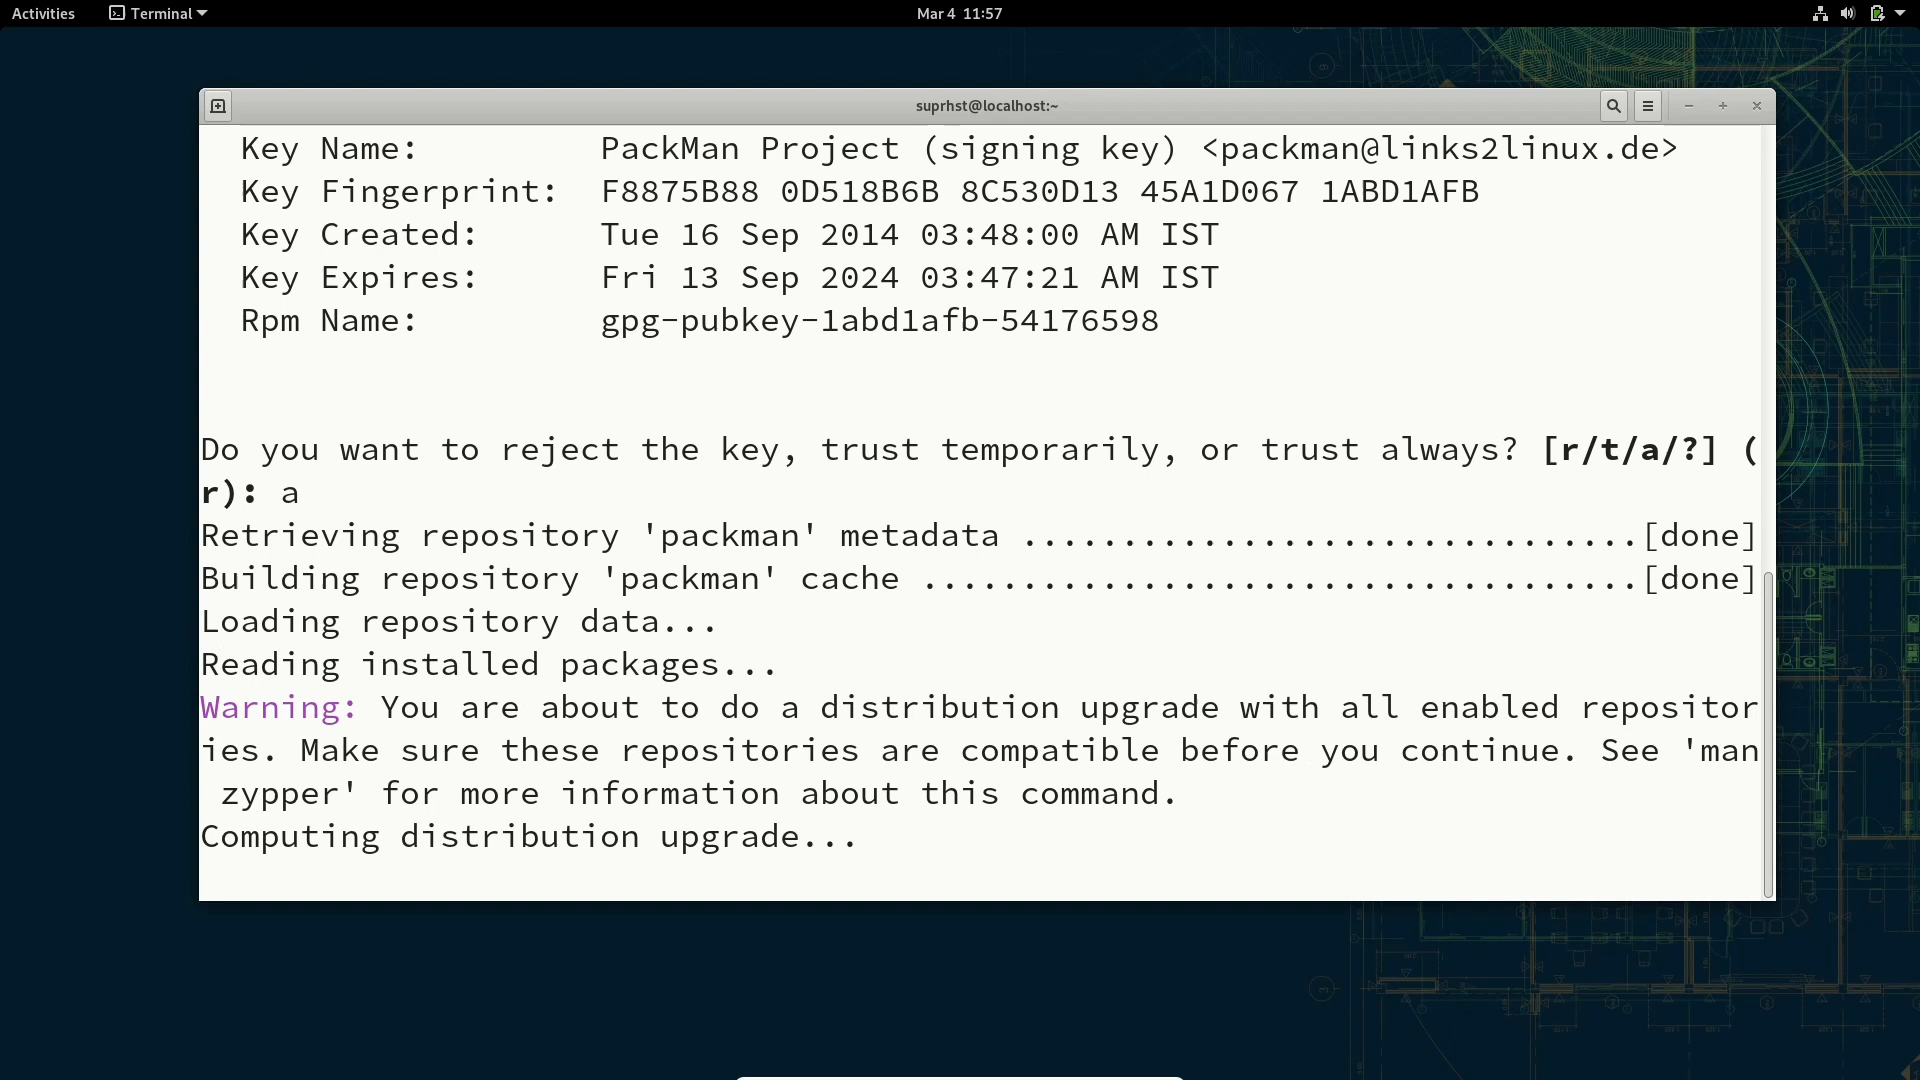 Activities Terminal Mar 4 11:57
suprhst@localhost:~
Key Name: PackMan Project (signing key) <packman@links2linux.de>
Key Fingerprint: F8875B88 0D518B6B 8C530D13 45A1D067 1ABD1AFB
Key Created: Tue 16 Sep 2014 03:48:00 AM IST
Key Expires: Fri 13 Sep 2024 03:47:21 AM IST
Rpm Name: gpg-pubkey-1abd1afb-54176598
Do you want to reject the key, trust temporarily, or trust always? [r/t/a/?] (
r): a
Retrieving repository 'packman' metadata ...............................[done]
Building repository 'packman' cache ....................................[done]
Loading repository data...
Reading installed packages...
Warning: You are about to do a distribution upgrade with all enabled repositor
ies. Make sure these repositories are compatible before you continue. See 'man
 zypper' for more information about this command.
Computing distribution upgrade...